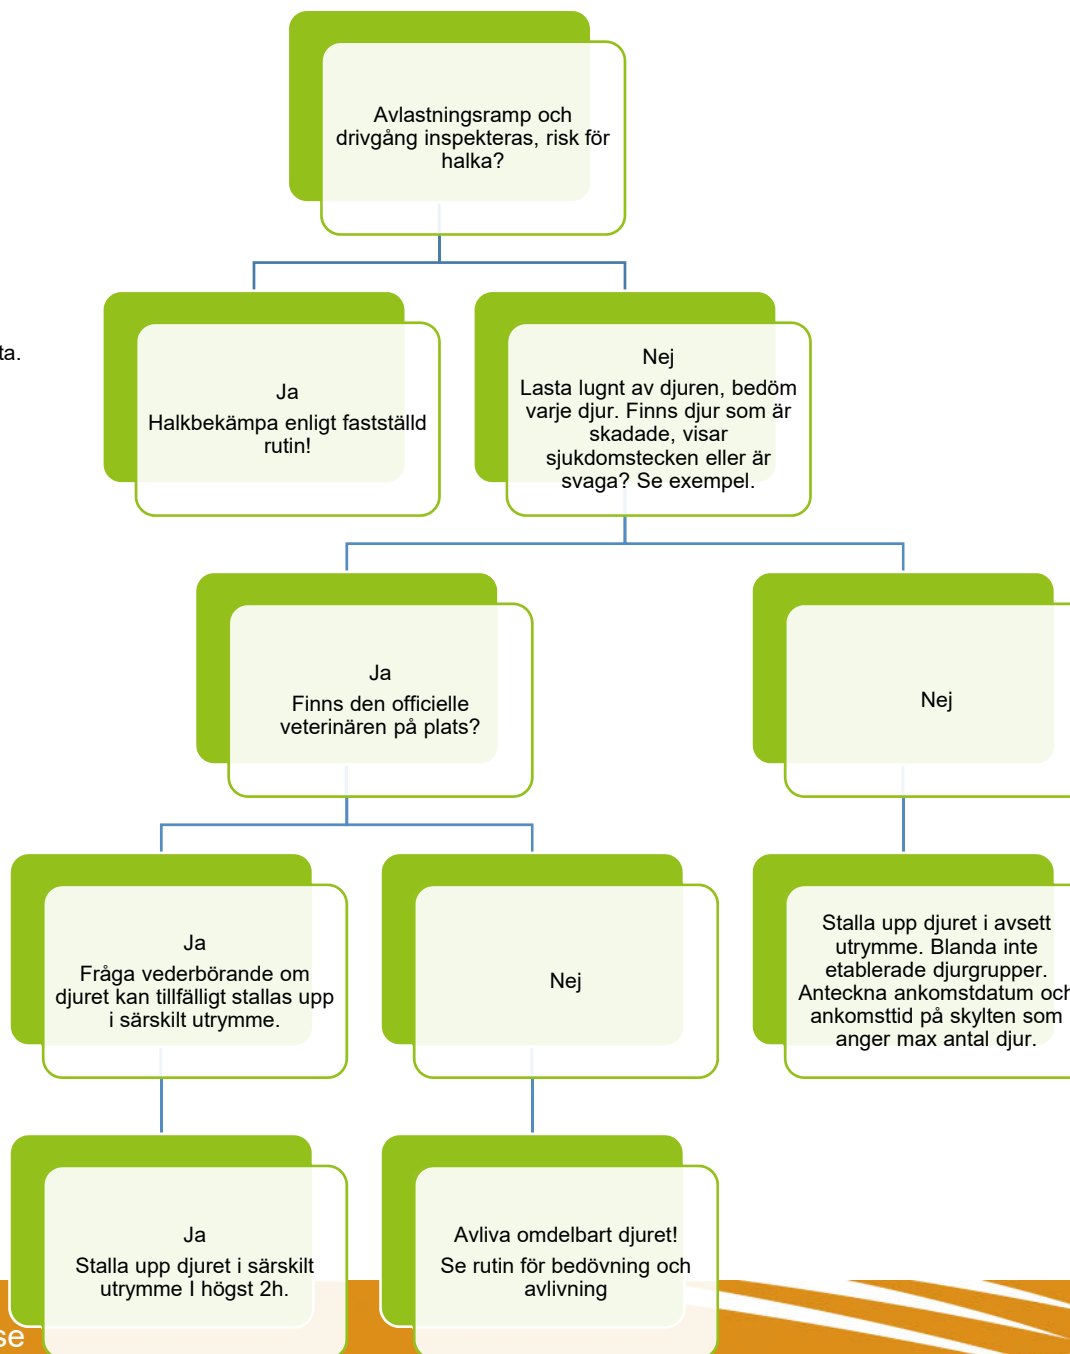 Avlastningsramp och
drivgång inspekteras, risk för
halka?
ta.
Ja
Halkbekämpa enligt fastställd
rutin!
Nej
Lasta lugnt av djuren, bedöm
varje djur. Finns djur som är
skadade, visar
sjukdomstecken eller är
svaga? Se exempel.
Ja
Finns den officielle
veterinären på plats?
Nej
Ja
Fråga vederbörande om
djuret kan tillfälligt stallas upp
i särskilt utrymme.
Nej
Stalla upp djuret i avsett
utrymme. Blanda inte
etablerade djurgrupper.
Anteckna ankomstdatum och
ankomsttid på skylten som
anger max antal djur.
Ja
Stalla upp djuret i särskilt
utrymme I högst 2h.
Avliva omdelbart djuret!
Se rutin för bedövning och
avlivning
se